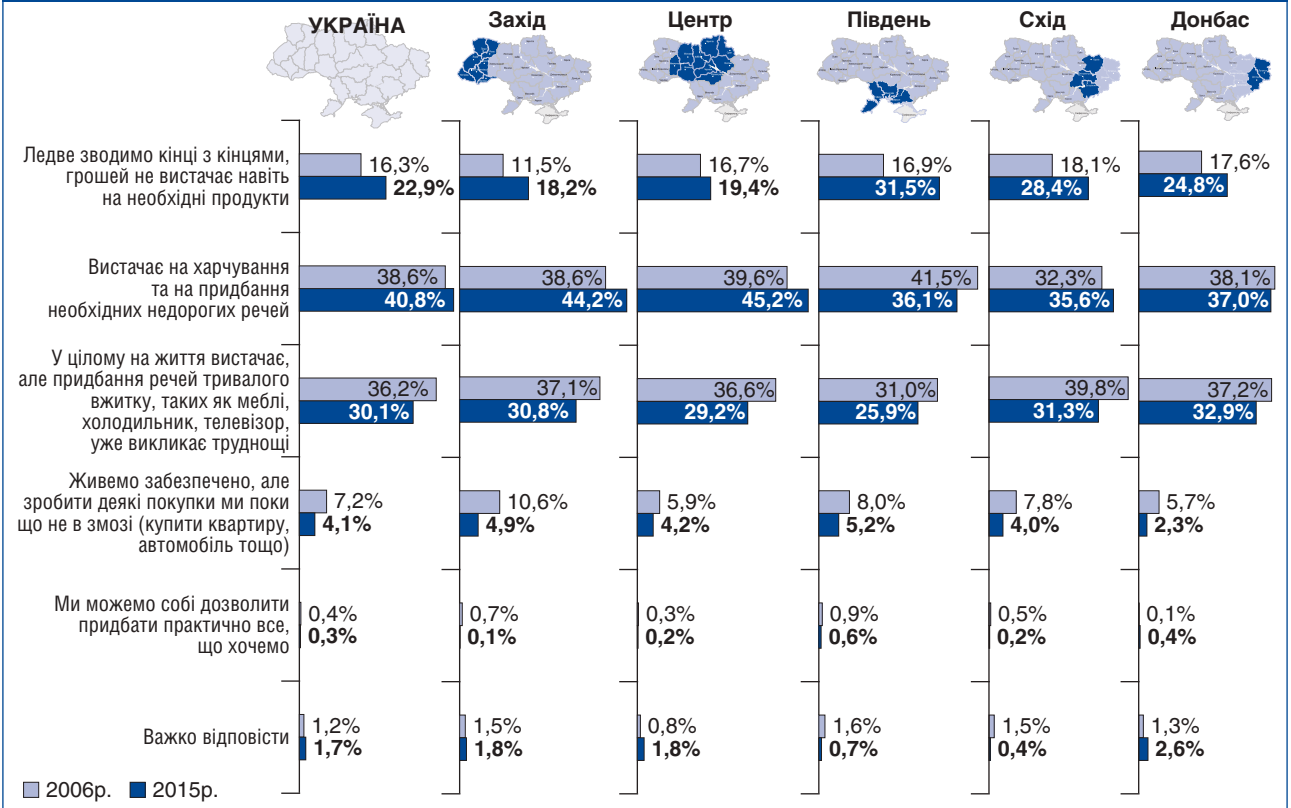 УКРАЇНА Захід Центр Південь Схід Донбас
Ледве зводимо кінці з кінцями,
грошей не вистачає навіть
на необхідні продукти
16,3% 11,5% 16,7% 16,9% 18,1% 17,6%
22,9% 18,2% 19,4% 31,5% 28,4% 24,8%
Вистачає на харчування
та на придбання
необхідних недорогих речей
38,6% 38,6% 39,6% 41,5% 32,3% 38,1%
40,8% 44,2% 45,2% 36,1% 35,6% 37,0%
У цілому на життя вистачає,
але придбання речей тривалого
вжитку, таких як меблі,
холодильник, телевізор,
уже викликає труднощі
36,2% 37,1% 36,6% 31,0% 39,8% 37,2%
30,1% 30,8% 29,2% 25,9% 31,3% 32,9%
Живемо забезпечено, але
зробити деякі покупки ми поки
що не в змозі (купити квартиру,
автомобіль тощо)
7,2% 10,6% 5,9% 8,0% 7,8% 5,7%
4,1% 4,9% 4,2% 5,2% 4,0% 2,3%
Ми можемо собі дозволити
придбати практично все,
що хочемо
0,4% 0,7% 0,3% 0,9% 0,5% 0,1%
0,3% 0,1% 0,2% 0,6% 0,2% 0,4%
Важко відповісти
1,2% 1,5% 0,8% 1,6% 1,5% 1,3%
1,7% 1,8% 1,8% 0,7% 0,4% 2,6%
2006р. 2015р.